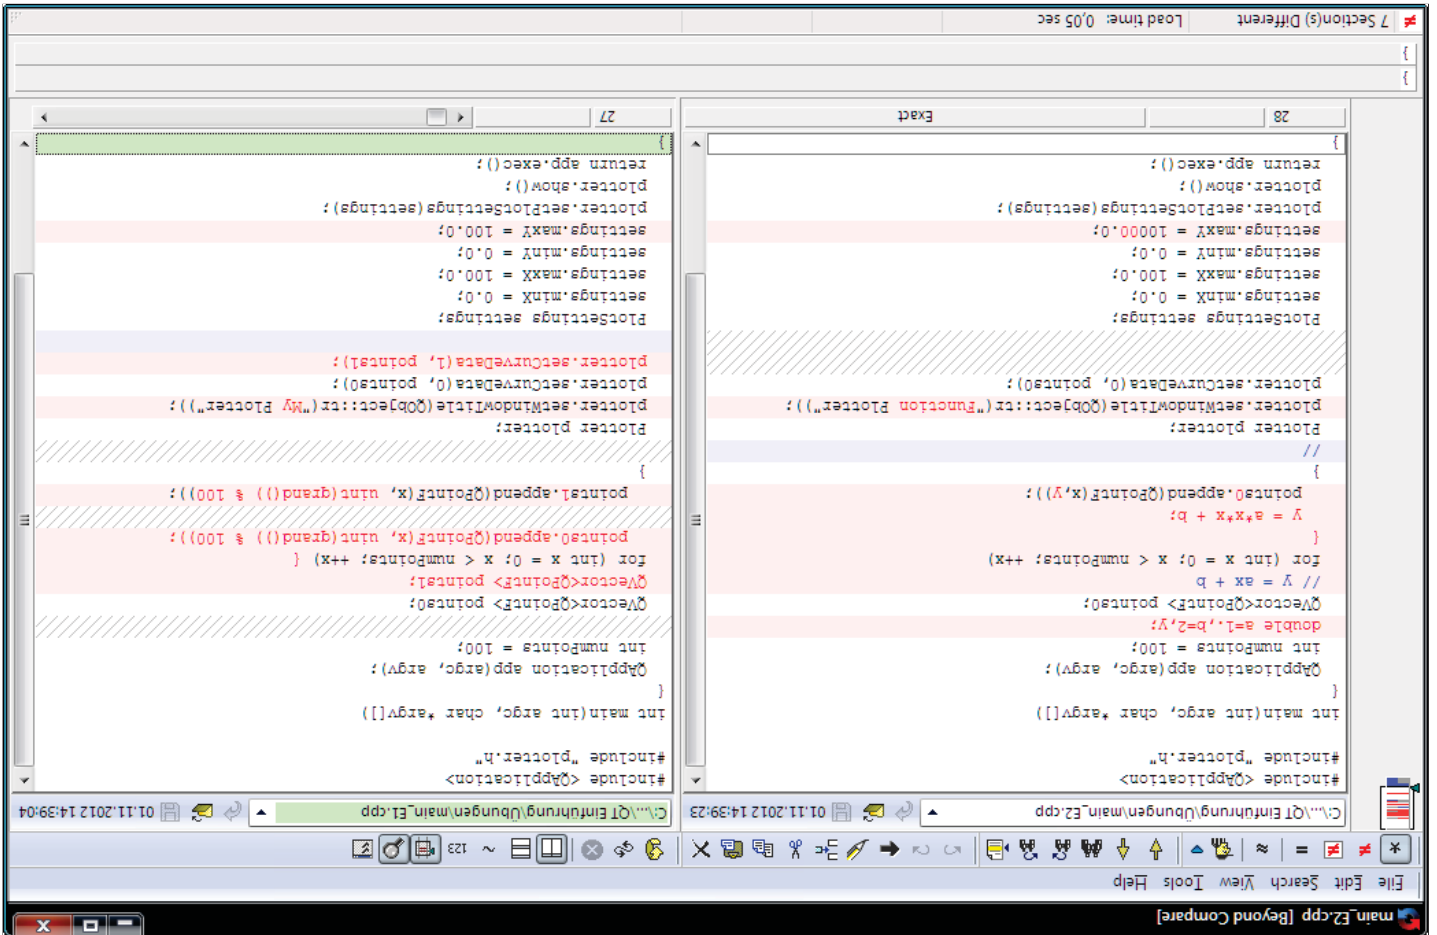 main_E2.cpp [Beyond Compare]
File Edit Search View Tools Help
123
C:\...\QT Einführung\Übungen\main_E2.cpp 01.11.2012 14:39:23
#include <QApplication>
#include "plotter.h"
int main(int argc, char *argv[])
{
QApplication app(argc, argv);
int numPoints = 100;
double a=1.,b=2,y;
QVector<QPointF> points0;
// y = ax + b
for (int x = 0; x < numPoints; ++x)
{
y = a*x*x + b;
points0.append(QPointF(x,y));
}
//
Plotter plotter;
plotter.setWindowTitle(QObject::tr("Function Plotter"));
plotter.setCurveData(0, points0);
PlotSettings settings;
settings.minX = 0.0;
settings.maxX = 100.0;
settings.minY = 0.0;
settings.maxY = 10000.0;
plotter.setPlotSettings(settings);
plotter.show();
return app.exec();
}
28 Exact
C:\...\QT Einführung\Übungen\main_E1.cpp 01.11.2012 14:39:04
#include <QApplication>
#include "plotter.h"
int main(int argc, char *argv[])
{
QApplication app(argc, argv);
int numPoints = 100;
QVector<QPointF> points0;
QVector<QPointF> points1;
for (int x = 0; x < numPoints; ++x) {
points0.append(QPointF(x, uint(qrand()) % 100));
points1.append(QPointF(x, uint(qrand()) % 100));
}
Plotter plotter;
plotter.setWindowTitle(QObject::tr("My Plotter"));
plotter.setCurveData(0, points0);
plotter.setCurveData(1, points1);
PlotSettings settings;
settings.minX = 0.0;
settings.maxX = 100.0;
settings.minY = 0.0;
settings.maxY = 100.0;
plotter.setPlotSettings(settings);
plotter.show();
return app.exec();
}
27
}
}
7 Section(s) Different Load time: 0,05 sec